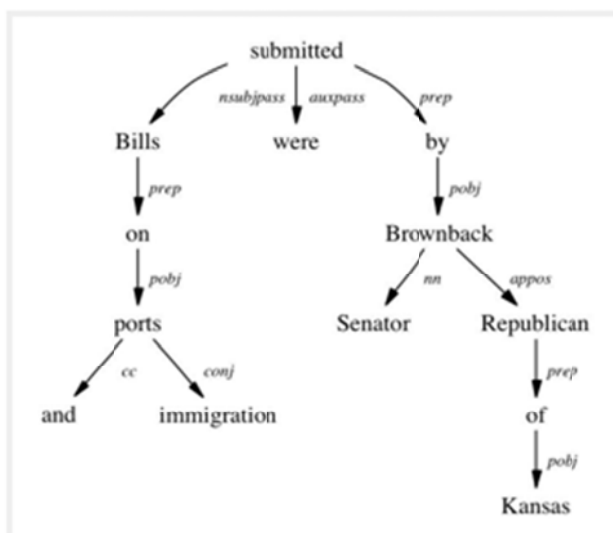 submitted
nsubjpass auxpass prep
Bills were by
prep pobj
on Brownback
pobj nn appos
ports Senator Republican
cc conj prep
and immigration of
pobj
Kansas